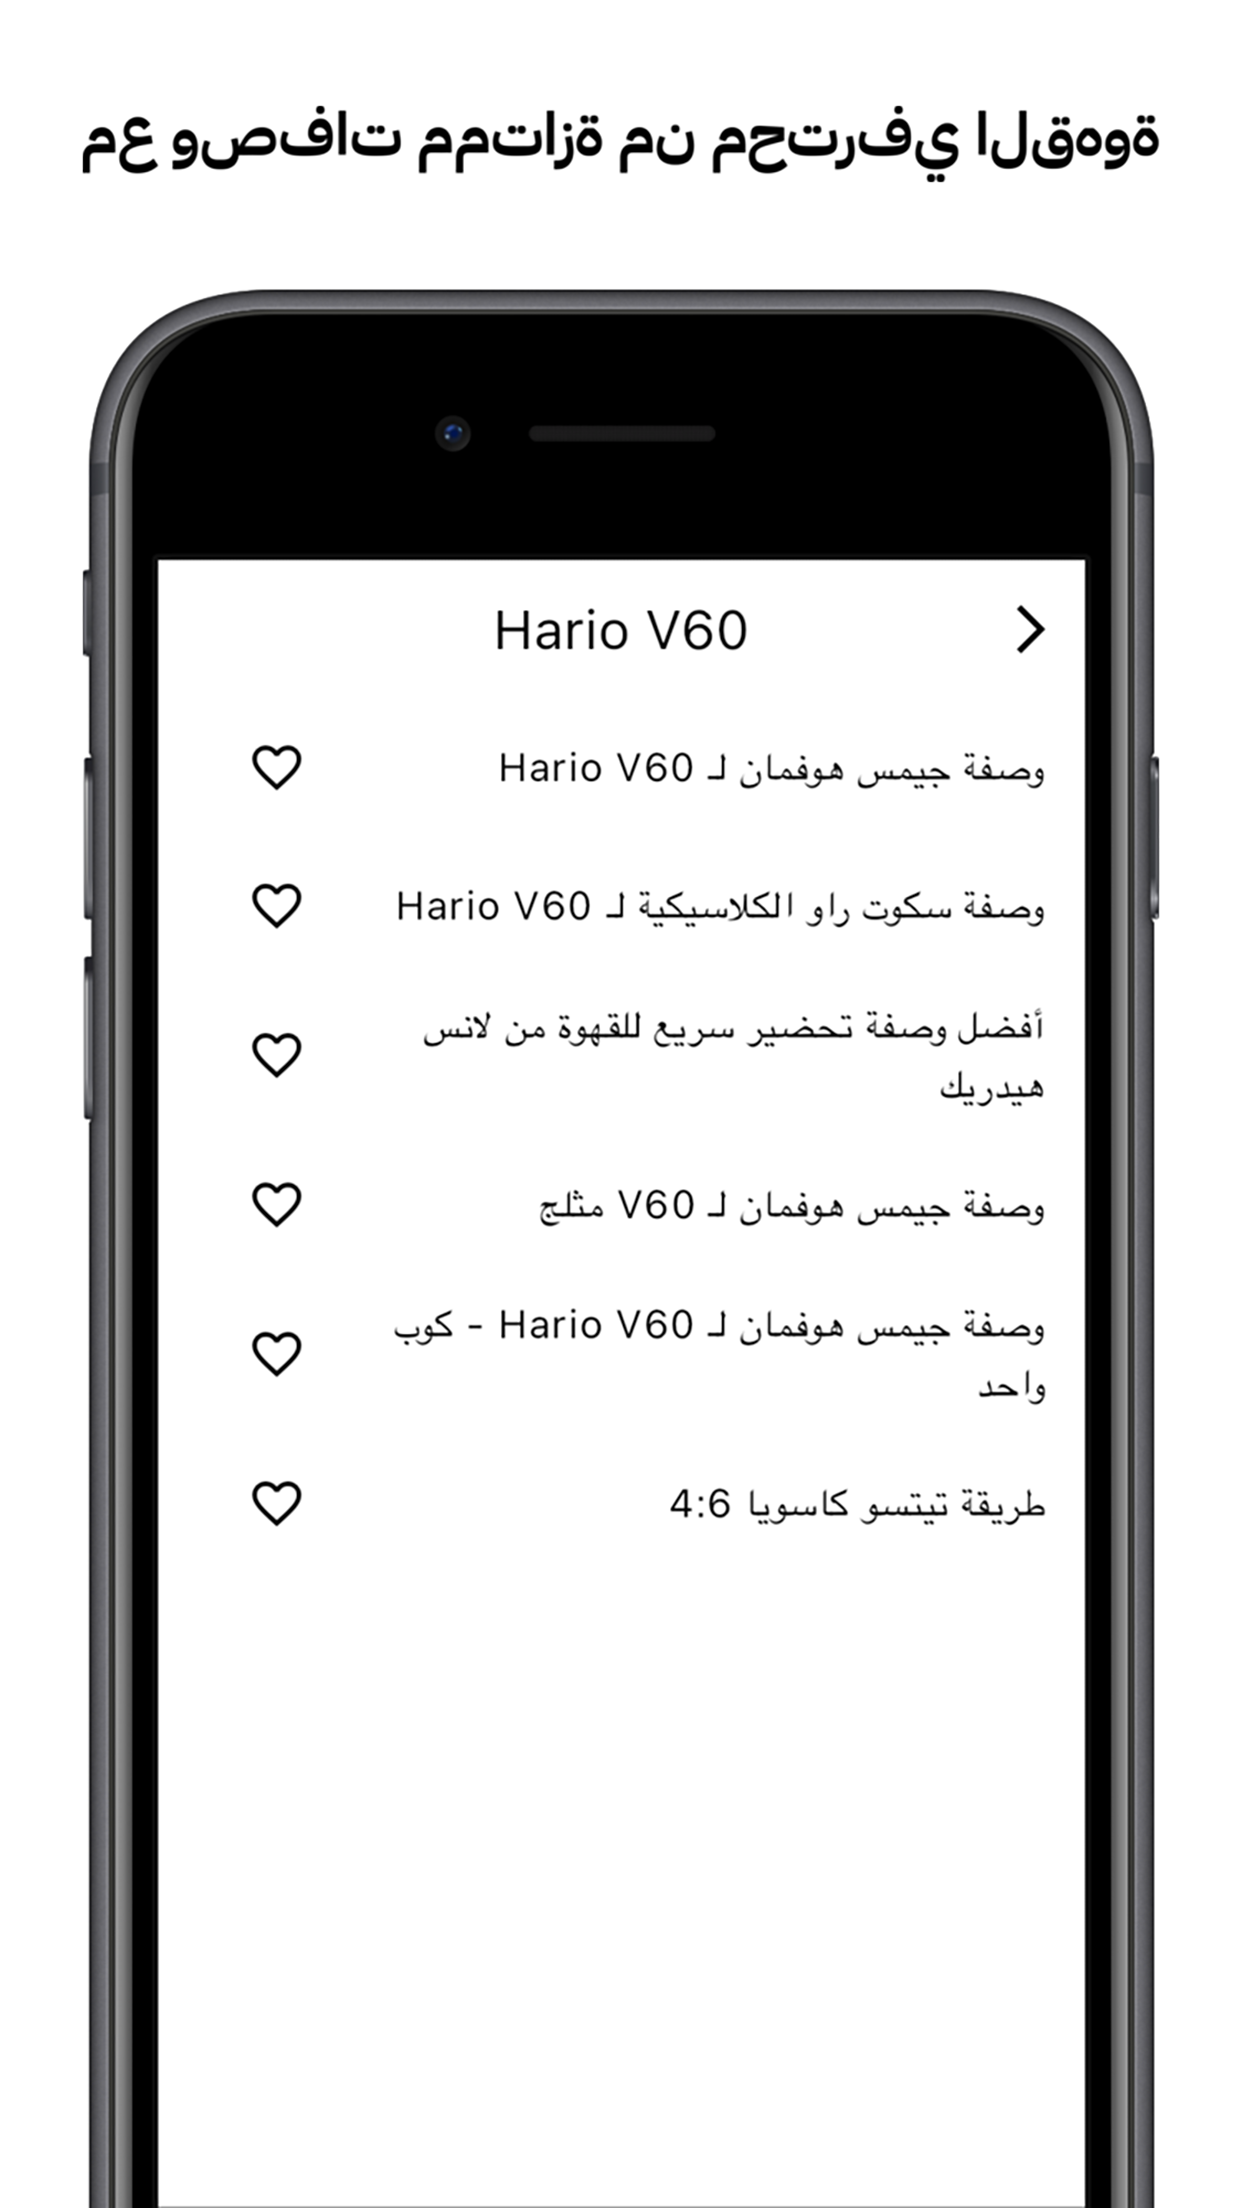 مع وصفات ممتازة من محترفي القهوة
Hario V60
وصفة جيمس هوفمان لـ Hario V60
وصفة سكوت راو الكلاسيكية لـ Hario V60
أفضل وصفة تحضير سريع للقهوة من لانس
هيدريك
وصفة جيمس هوفمان لـ V60 مثلج
وصفة جيمس هوفمان لـ Hario V60 - كوب
واحد
طريقة تيتسو كاسويا 4:6